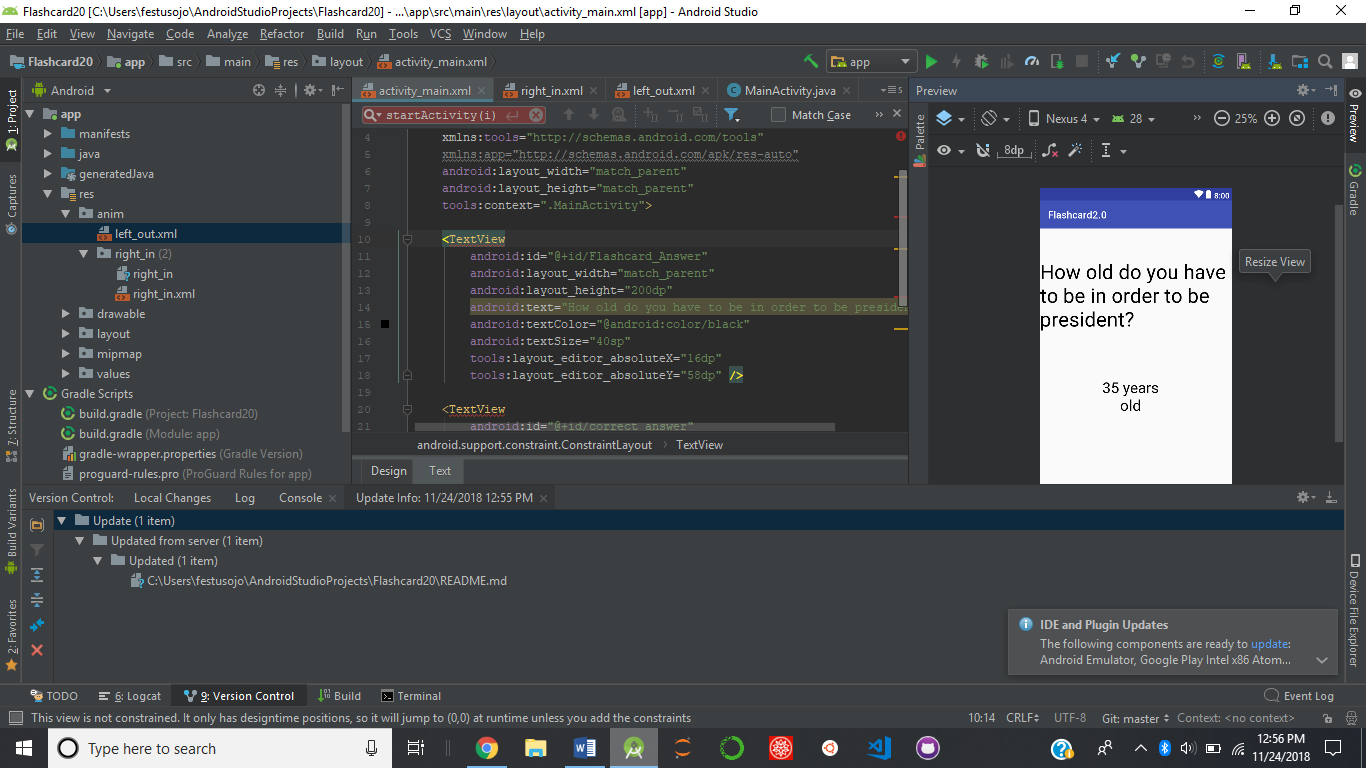 Flashcard20 [C:\Users\festusojo\AndroidStudioProjects\Flashcard20] - ...\app\src\main\res\layout\activity_main.xml [app] - Android Studio
File Edit View Navigate Code Analyze Refactor Build Run Tools VCS Window Help
Flashcard20 app src main res layout activity_main.xml app
Android activity_main.xml right_in.xml left_out.xml MainActivity.java 5 Preview
startActivity(i) Match Case » » Nexus 4 28 25%
8dp
1: Project
Captures
7: Structure
Build Variants
2: Favorites
app
manifests
java
generatedJava
res
anim
left_out.xml
right_in (2)
right_in
right_in.xml
drawable
layout
mipmap
values
Gradle Scripts
build.gradle (Project: Flashcard20)
build.gradle (Module: app)
gradle-wrapper.properties (Gradle Version)
proguard-rules.pro (ProGuard Rules for app)
4 xmlns:tools="http://schemas.android.com/tools"
5 xmlns:app="http://schemas.android.com/apk/res-auto"
6 android:layout_width="match_parent"
7 android:layout_height="match_parent"
8 tools:context=".MainActivity">
9
10 <TextView
11 android:id="@+id/Flashcard_Answer"
12 android:layout_width="match_parent"
13 android:layout_height="200dp"
14 android:text="How old do you have to be in order to be presiden
15 android:textColor="@android:color/black"
16 android:textSize="40sp"
17 tools:layout_editor_absoluteX="16dp"
18 tools:layout_editor_absoluteY="58dp" />
19
20 <TextView
21 android:id="@+id/correct_answer"
android.support.constraint.ConstraintLayout › TextView
Design Text
Palette
8:00
Flashcard2.0
How old do you have
to be in order to be
president?
35 years
old
Resize View
Preview
Gradle
Device File Explorer
Version Control: Local Changes Log Console Update Info: 11/24/2018 12:55 PM
Update (1 item)
Updated from server (1 item)
Updated (1 item)
C:\Users\festusojo\AndroidStudioProjects\Flashcard20\README.md
IDE and Plugin Updates
The following components are ready to update:
Android Emulator, Google Play Intel x86 Atom...
TODO 6: Logcat 9: Version Control Build Terminal Event Log
This view is not constrained. It only has designtime positions, so it will jump to (0,0) at runtime unless you add the constraints 10:14 CRLF UTF-8 Git: master Context: <no context>
Type here to search
12:56 PM
11/24/2018